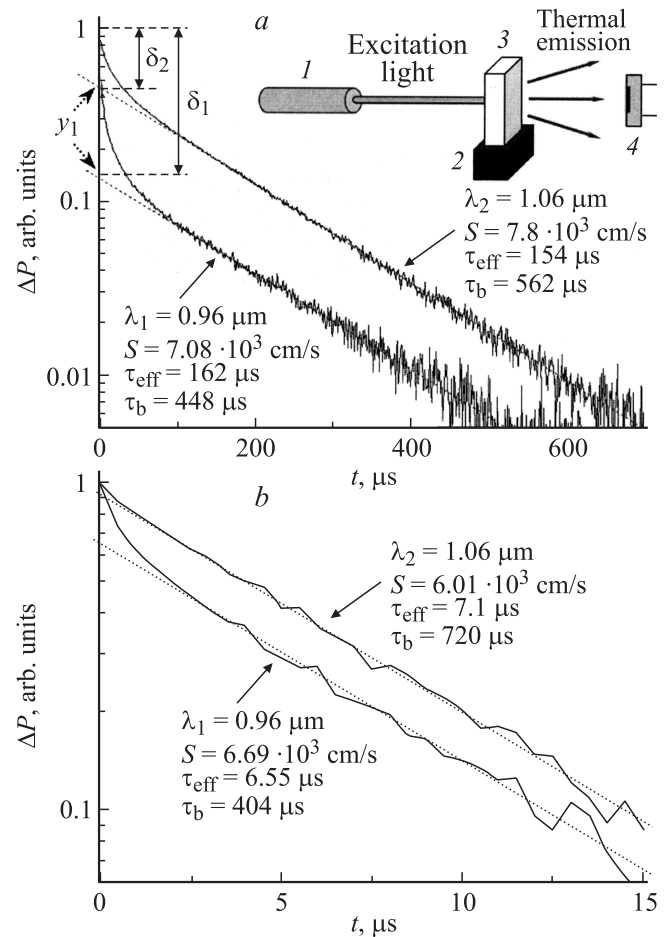 a
3
Thermal
emission
Excitation
light
1
2
4
δ₂
δ₁
y₁
1
0.1
0.01
ΔP, arb. units
λ₂ = 1.06 μm
S = 7.8 ·10³ cm/s
τeff = 154 μs
τb = 562 μs
λ₁ = 0.96 μm
S = 7.08 ·10³ cm/s
τeff = 162 μs
τb = 448 μs
0
200
400
600
t, μs
b
1
0.1
ΔP, arb. units
λ₂ = 1.06 μm
S = 6.01 ·10³ cm/s
τeff = 7.1 μs
τb = 720 μs
λ₁ = 0.96 μm
S = 6.69 ·10³ cm/s
τeff = 6.55 μs
τb = 404 μs
0
5
10
15
t, μs